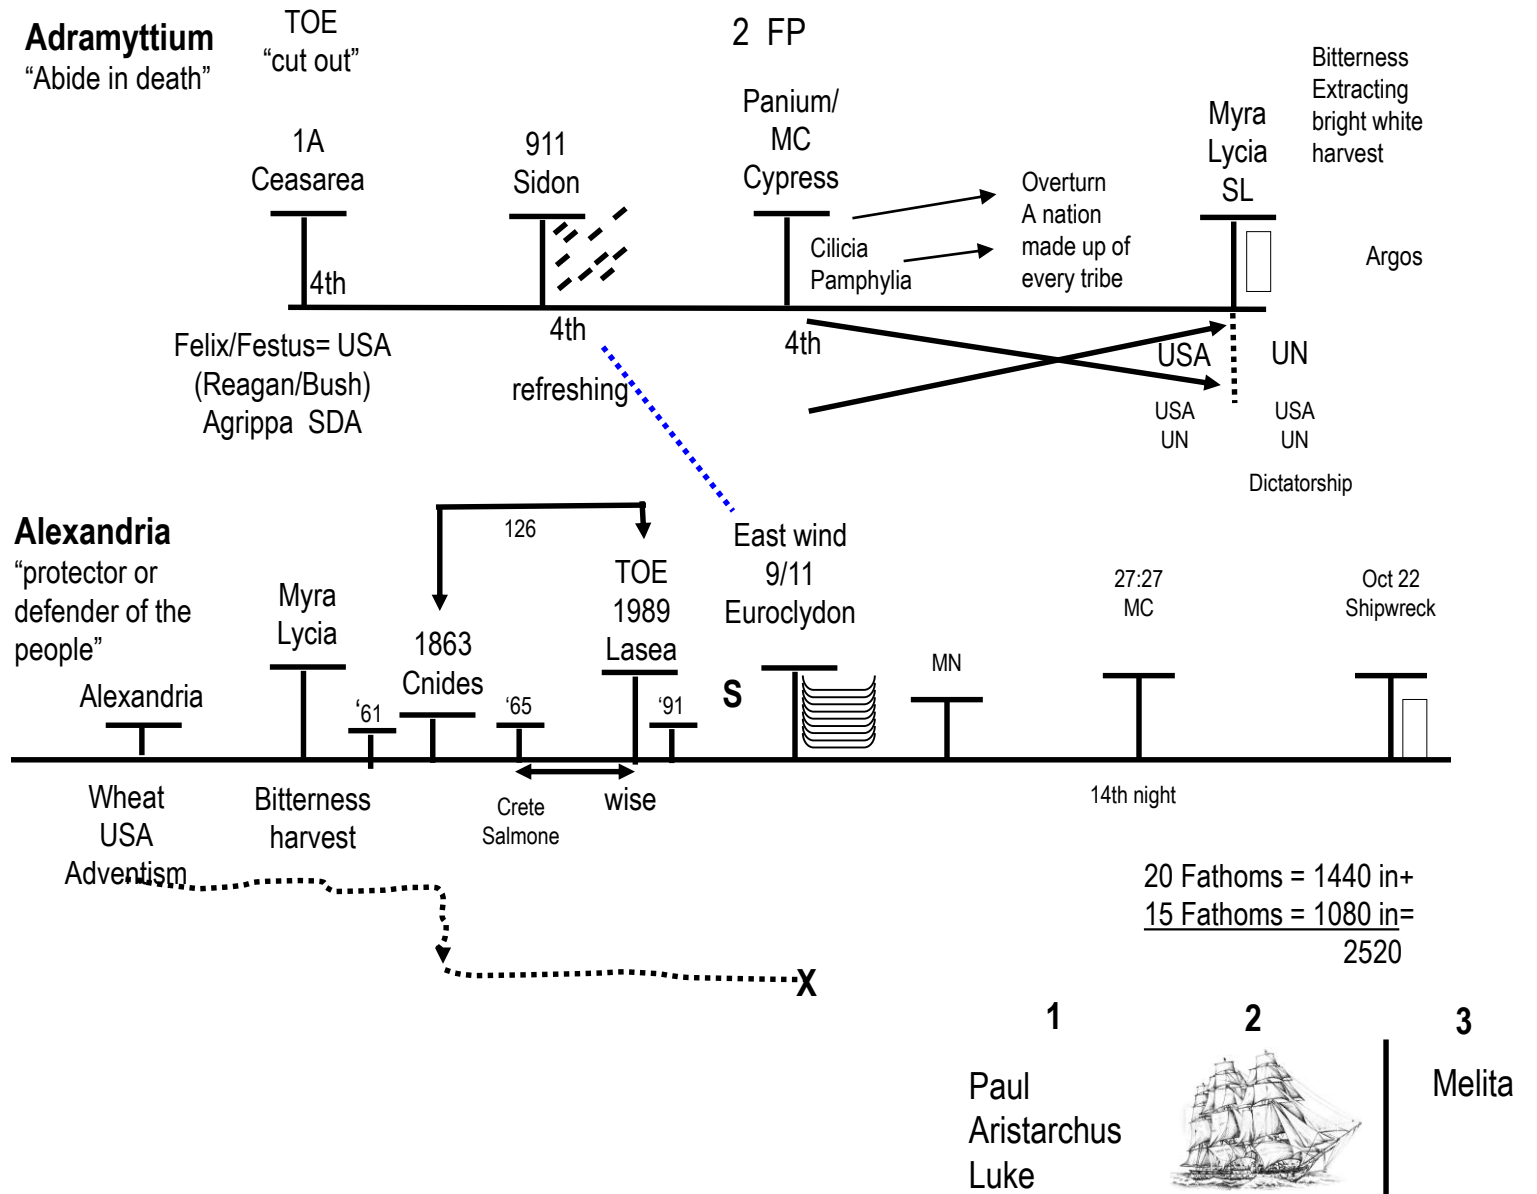 Adramyttium
“Abide in death”
TOE
“cut out”
2 FP
Bitterness
Extracting
bright white
harvest
1A
Ceasarea
911
Sidon
Panium/
MC
Cypress
Myra
Lycia
SL
Overturn
A nation
made up of
every tribe
Cilicia
Pamphylia
Argos
4th
4th
4th
Felix/Festus= USA
(Reagan/Bush)
Agrippa SDA
refreshing
USA
UN
USA
UN
USA
UN
Dictatorship
Alexandria
“protector or
defender of the
people”
126
East wind
9/11
Euroclydon
TOE
1989
Lasea
27:27
MC
Oct 22
Shipwreck
Myra
Lycia
1863
Cnides
MN
Alexandria
‘61
‘65
‘91
S
Wheat
USA
Adventism
Bitterness
harvest
Crete
Salmone
wise
14th night
20 Fathoms = 1440 in+
15 Fathoms = 1080 in=
2520
X
1
2
3
Paul
Aristarchus
Luke
Melita